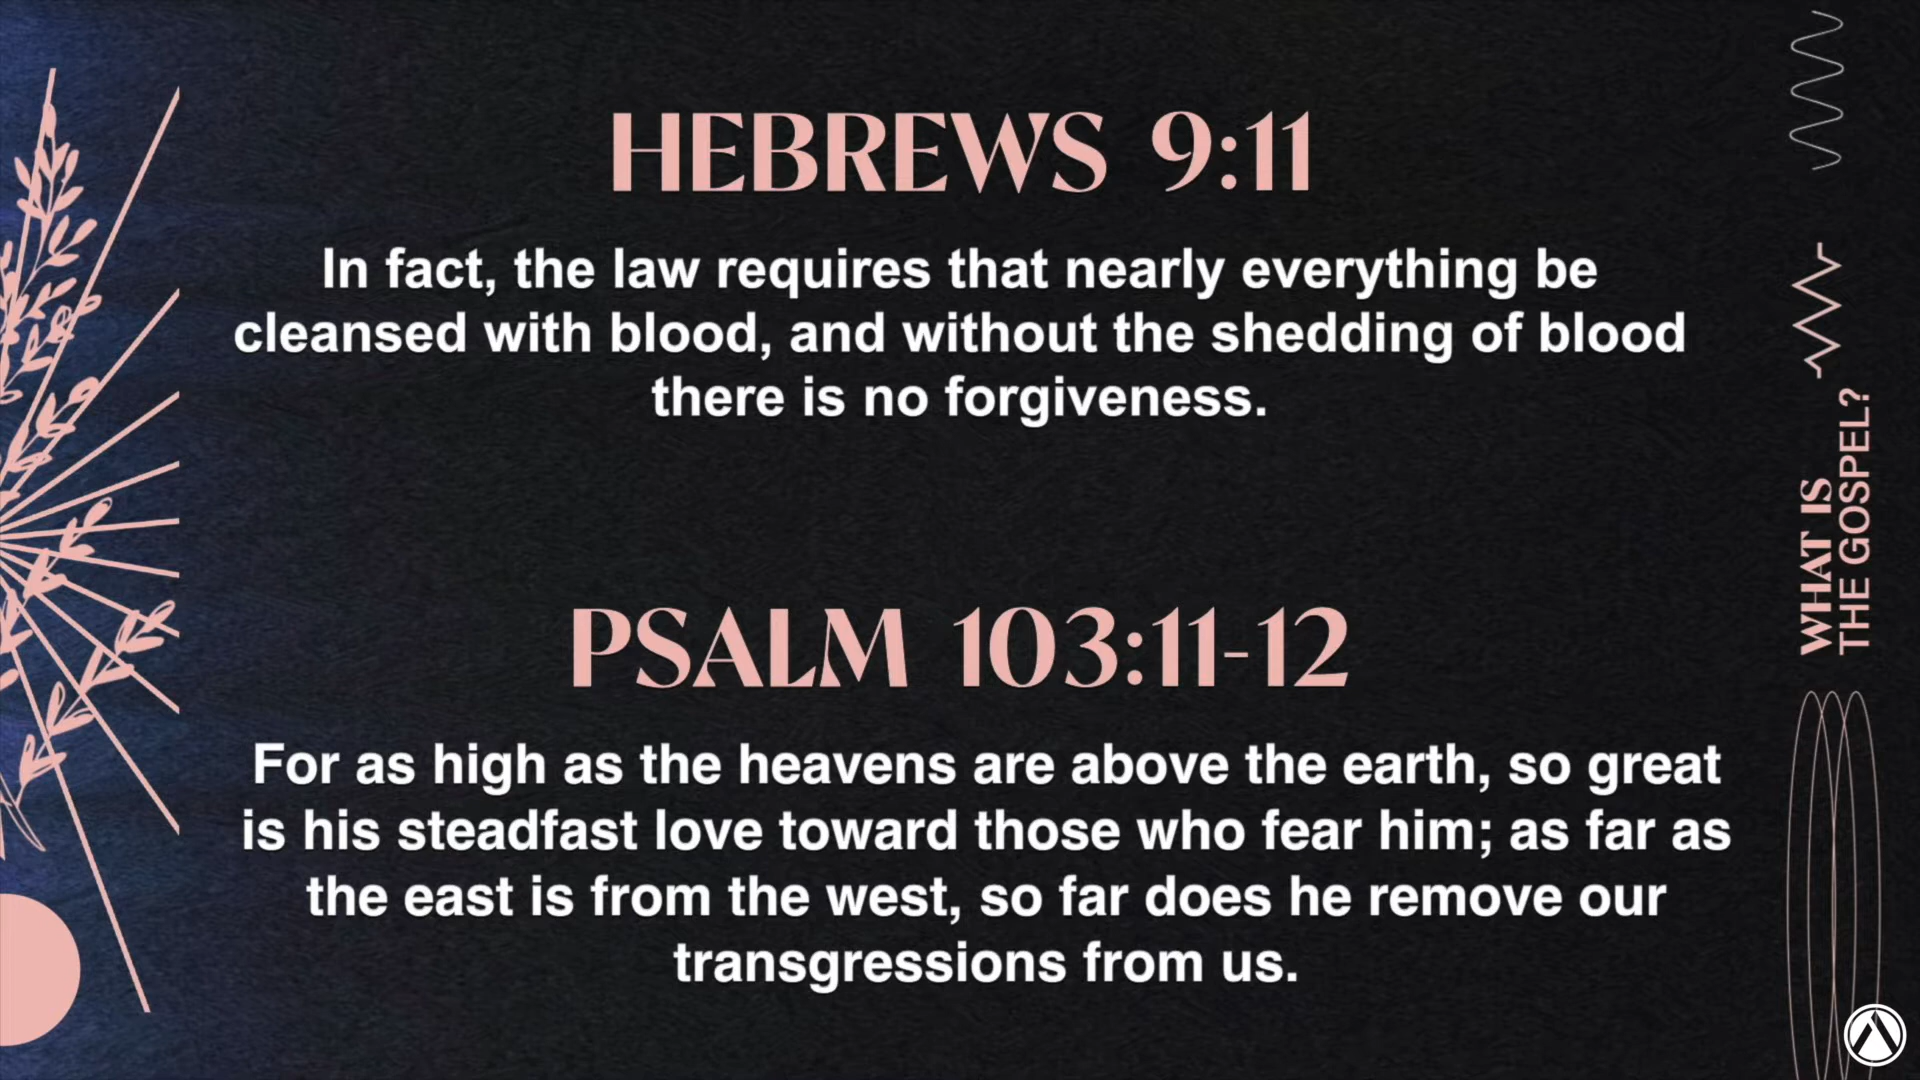 HEBREWS 9:11
In fact, the law requires that nearly everything be
cleansed with blood, and without the shedding of blood
there is no forgiveness.
PSALM 103:11-12
For as high as the heavens are above the earth, so great
is his steadfast love toward those who fear him; as far as
the east is from the west, so far does he remove our
transgressions from us.
WHAT IS
THE GOSPEL?